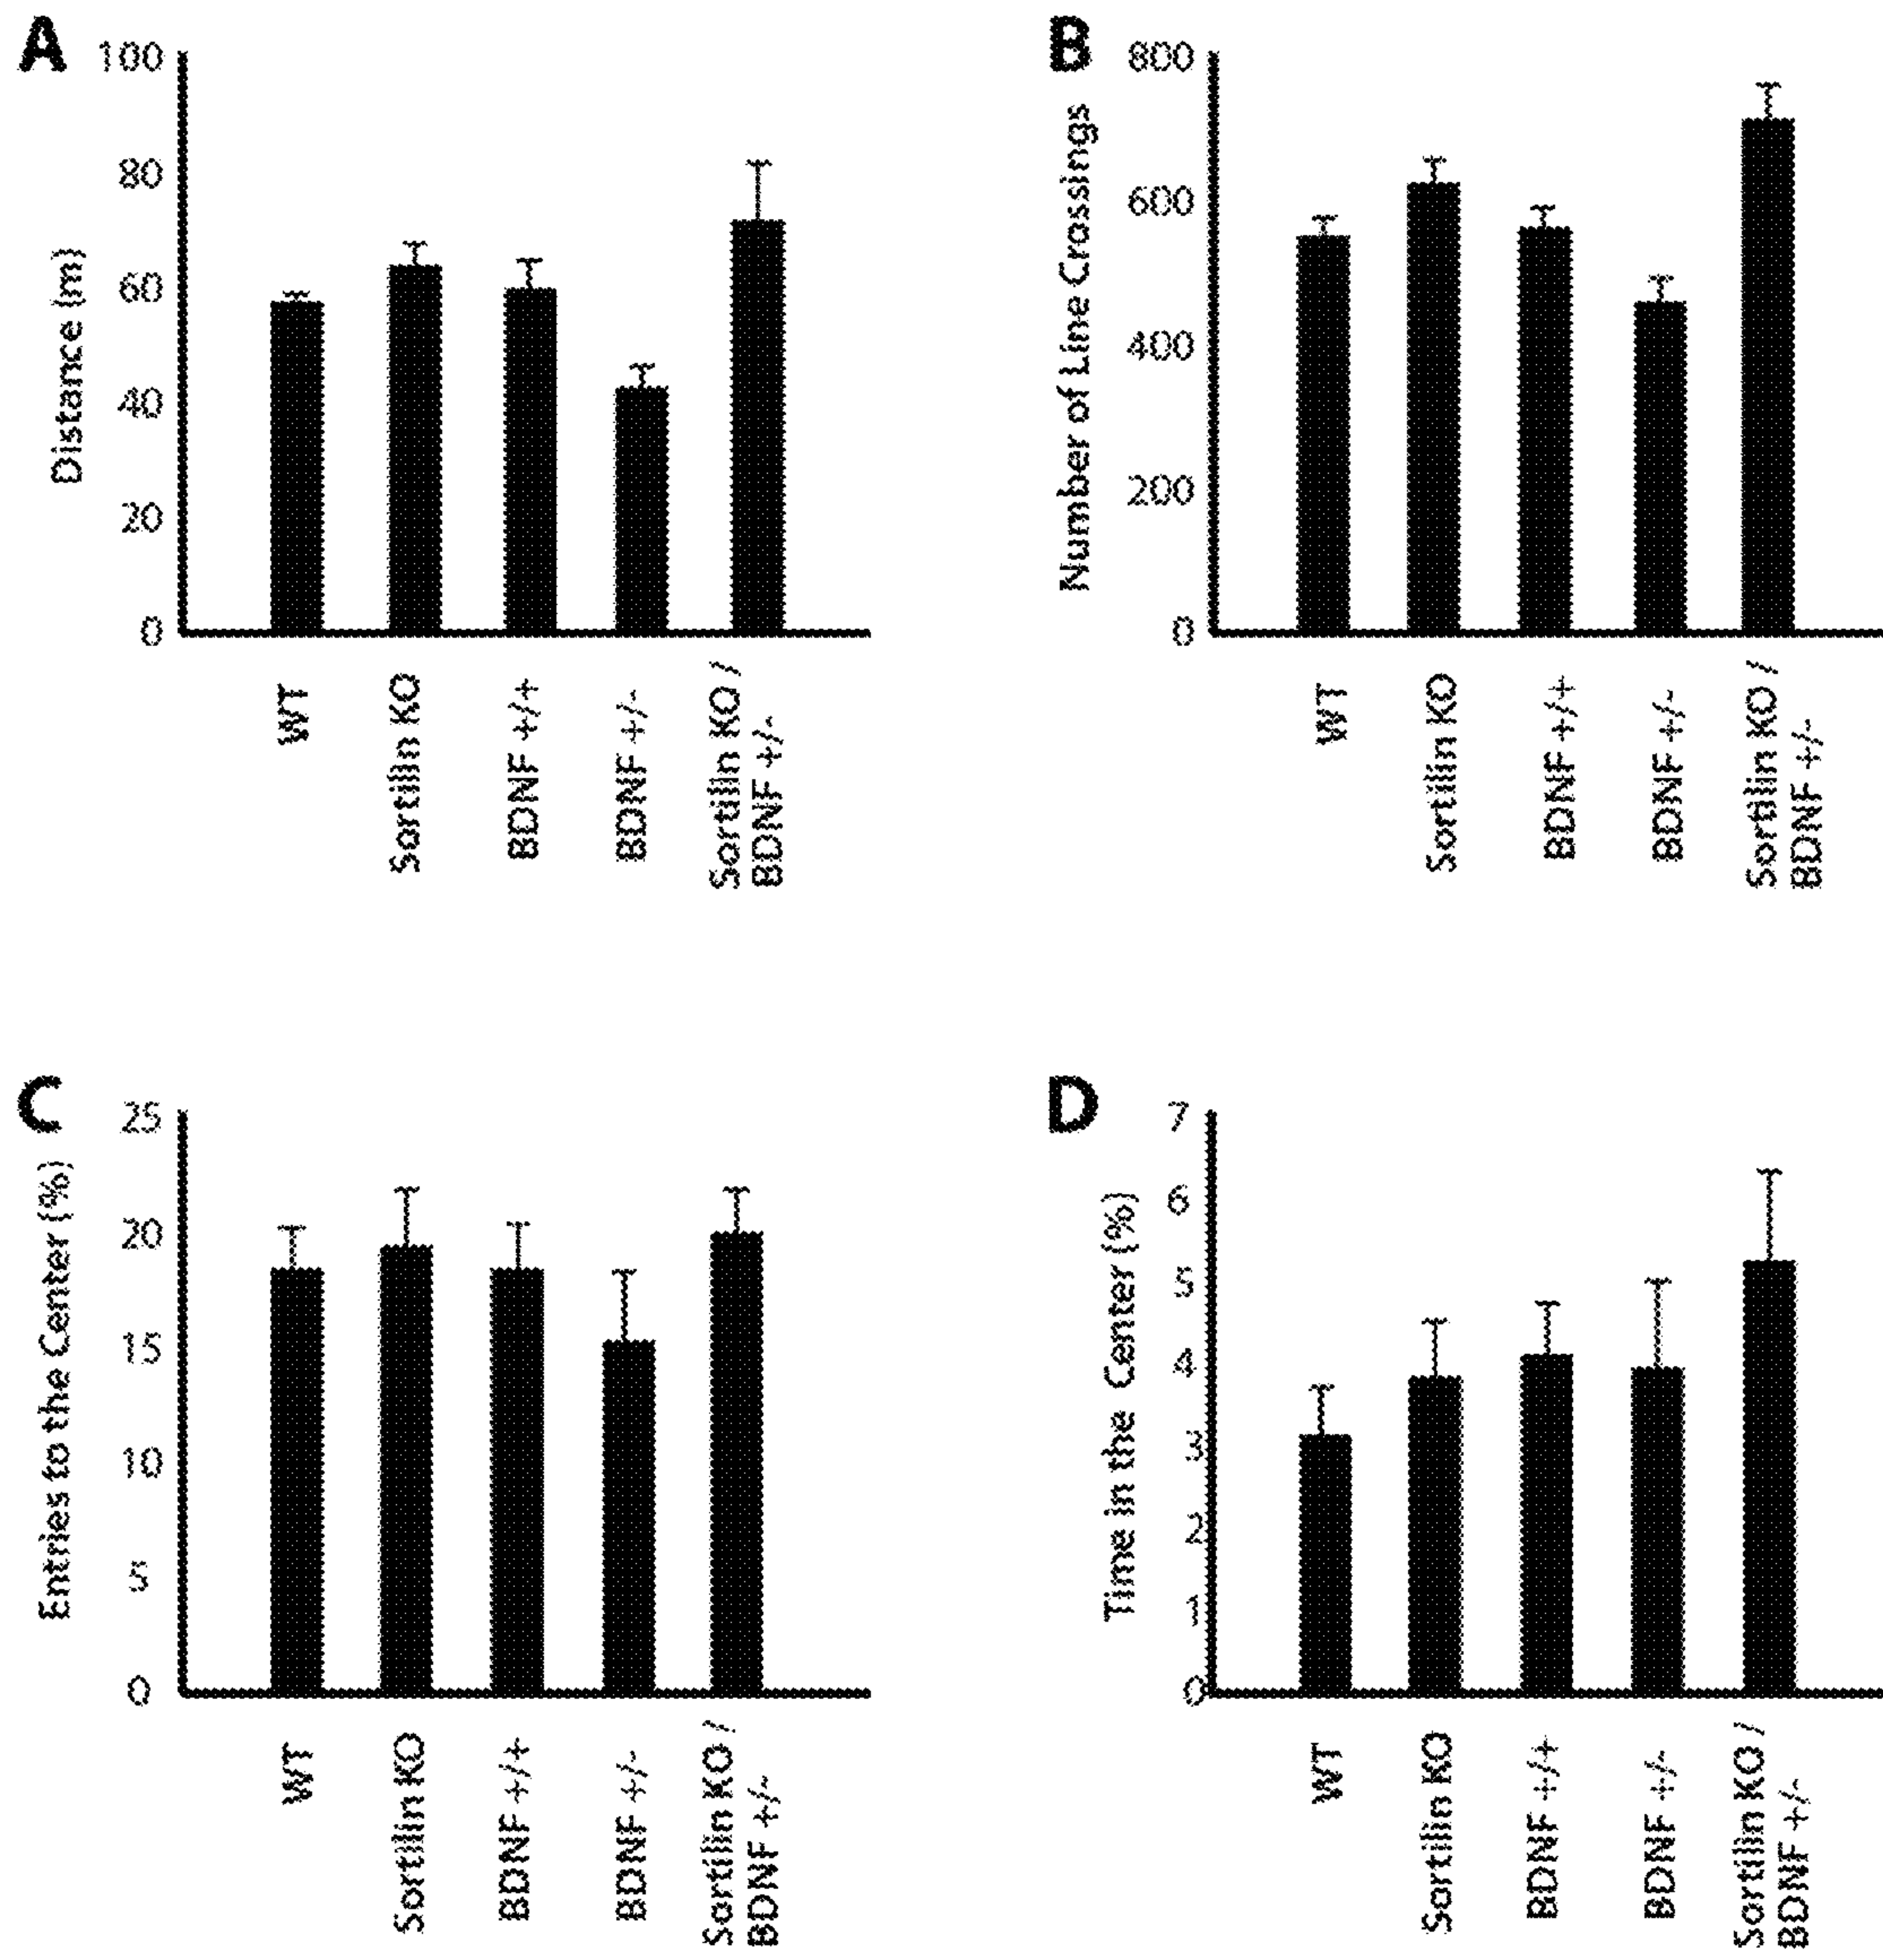 A
100
80
60
40
20
0
Distance (m)
WT
Sortilin KO
BDNF +/+
BDNF +/-
Sortilin KO /
BDNF +/-
B
800
600
400
200
0
Number of Line Crossings
WT
Sortilin KO
BDNF +/+
BDNF +/-
Sortilin KO /
BDNF +/-
C
25
20
15
10
5
0
Entries to the Center (%)
WT
Sortilin KO
BDNF +/+
BDNF +/-
Sortilin KO /
BDNF +/-
D
7
6
5
4
3
2
1
0
Time in the Center (%)
WT
Sortilin KO
BDNF +/+
BDNF +/-
Sortilin KO /
BDNF +/-